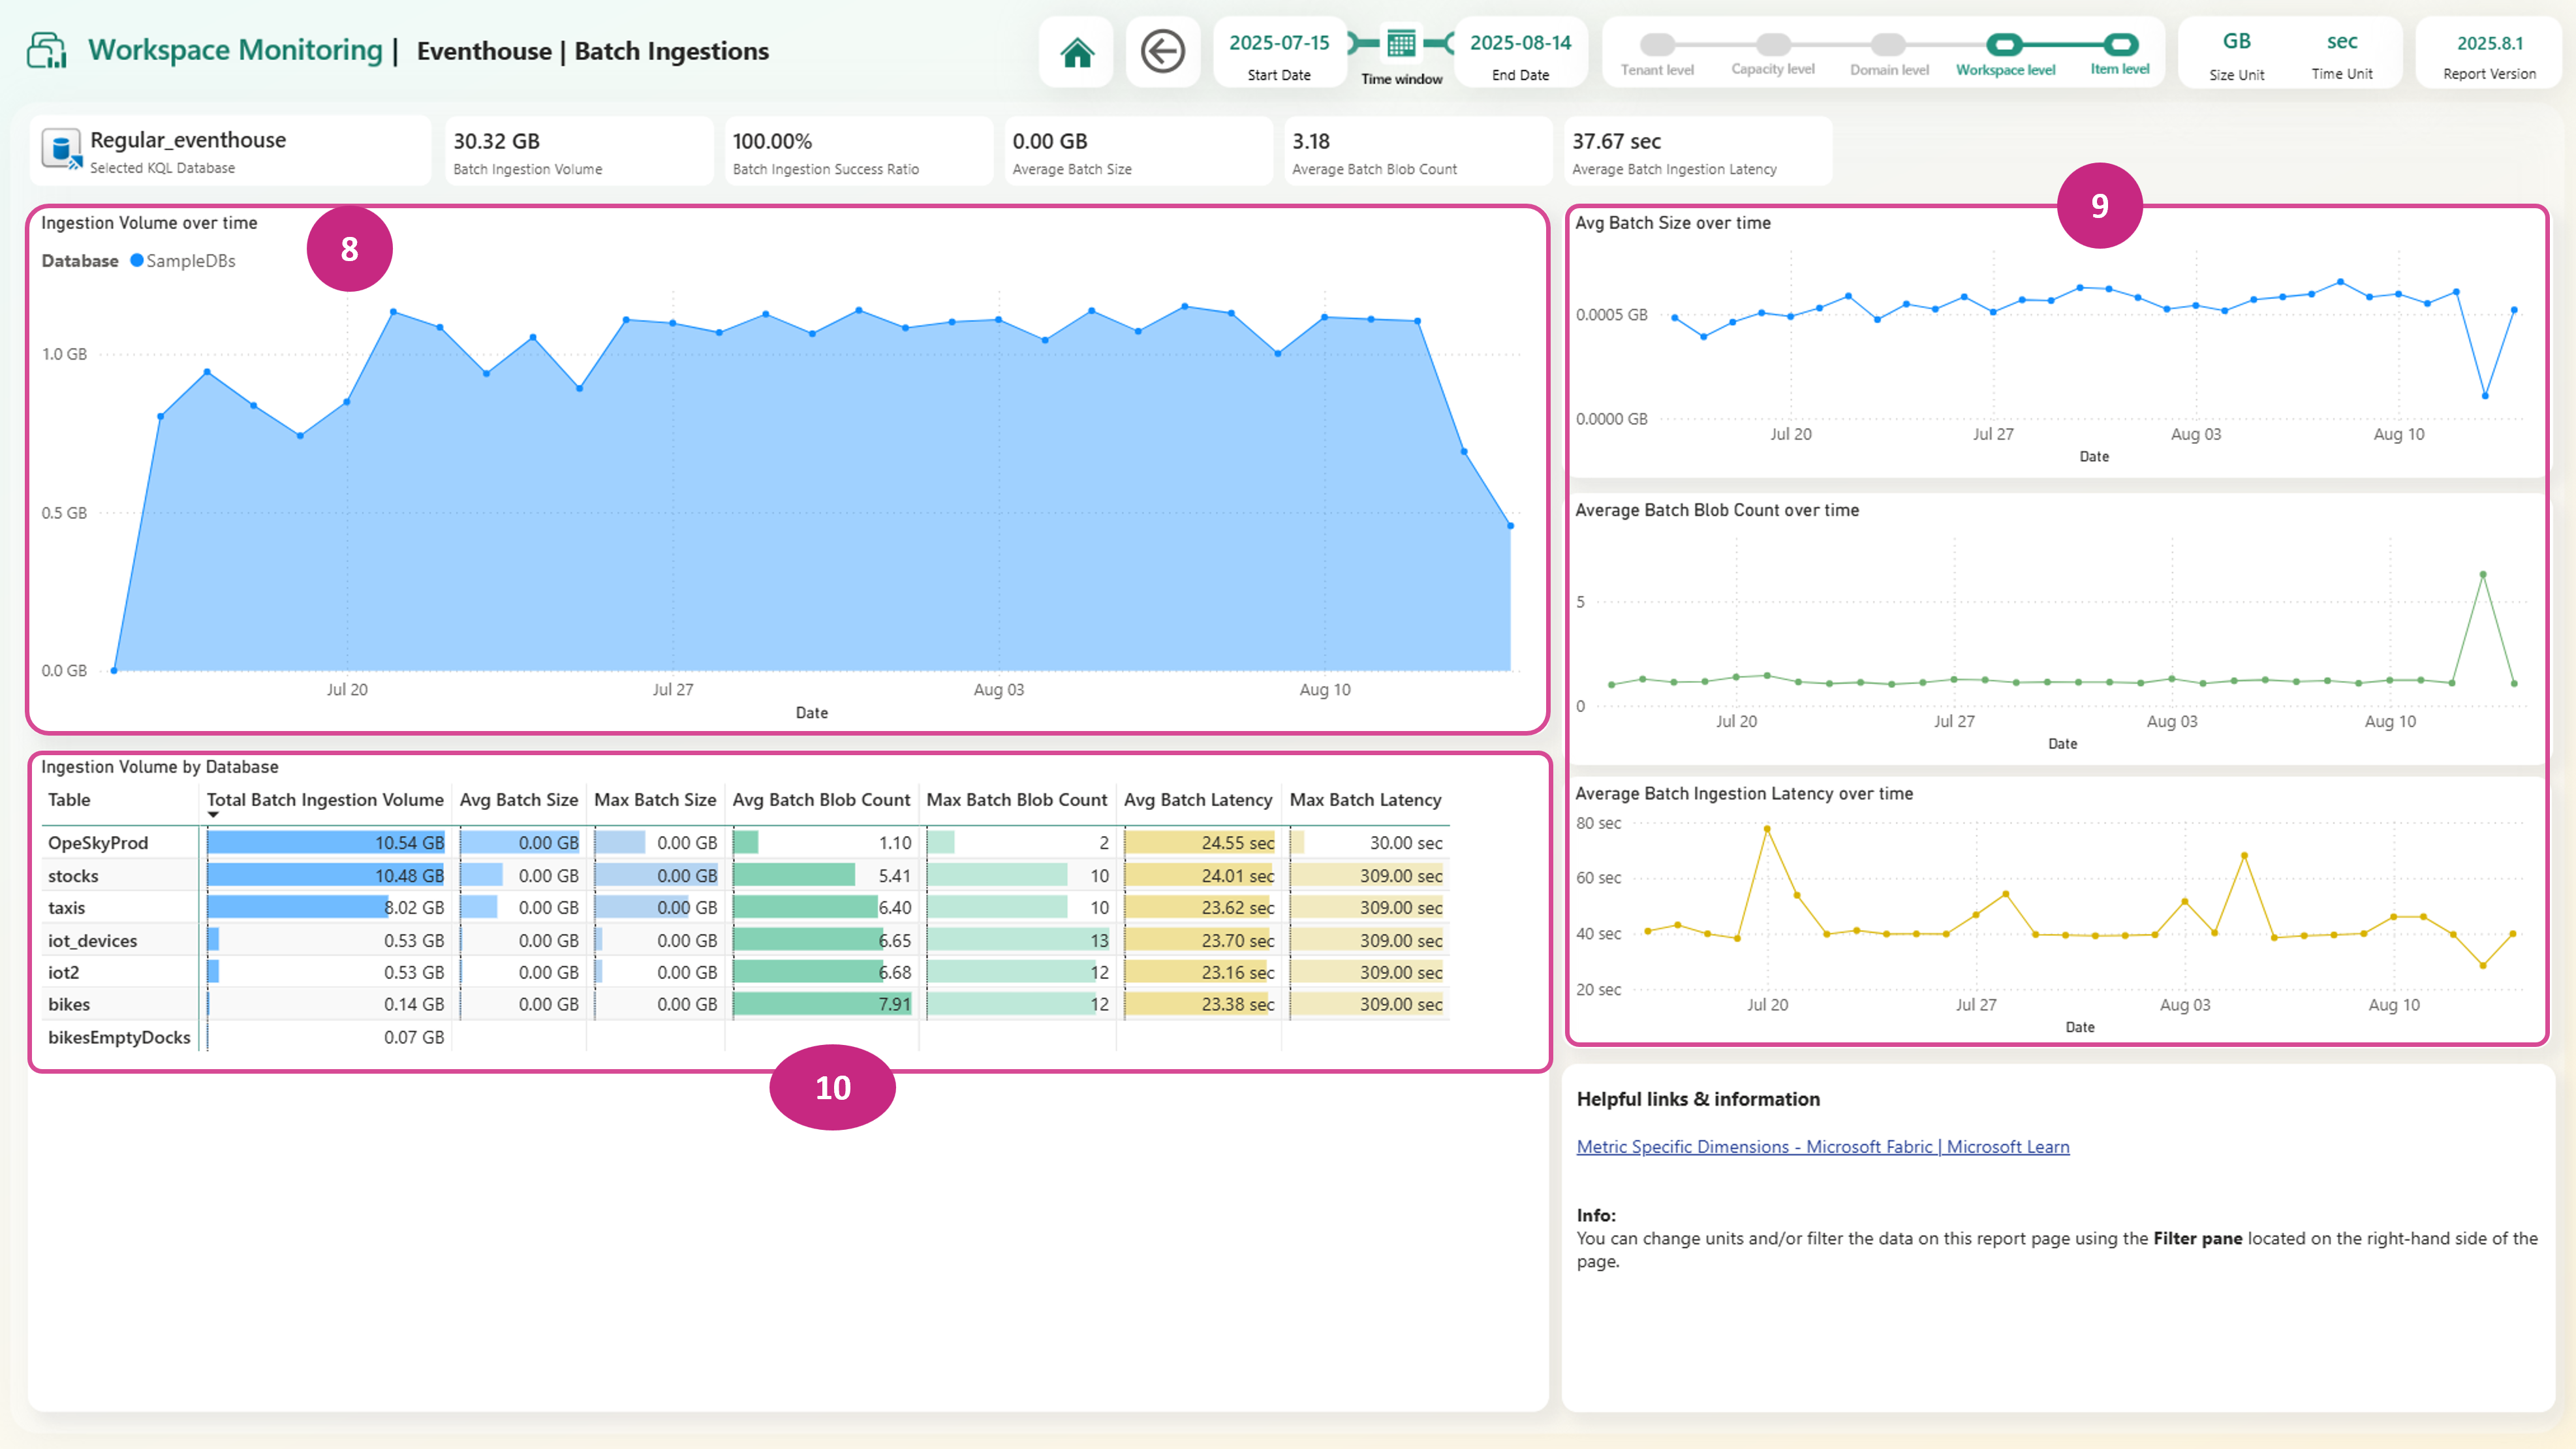 Workspace Monitoring | Eventhouse | Batch Ingestions
2025-07-15
Start Date
Time window
2025-08-14
End Date
Tenant level
Capacity level
Domain level
Workspace level
Item level
GB
Size Unit
sec
Time Unit
2025.8.1
Report Version
Regular_eventhouse
Selected KQL Database
30.32 GB
Batch Ingestion Volume
100.00%
Batch Ingestion Success Ratio
0.00 GB
Average Batch Size
3.18
Average Batch Blob Count
37.67 sec
Average Batch Ingestion Latency
Ingestion Volume over time
8
Database SampleDBs
1.0 GB
0.5 GB
0.0 GB
Jul 20 Jul 27 Aug 03 Aug 10
Date
9
Avg Batch Size over time
0.0005 GB
0.0000 GB
Jul 20 Jul 27 Aug 03 Aug 10
Date
Average Batch Blob Count over time
5
0
Jul 20 Jul 27 Aug 03 Aug 10
Date
Average Batch Ingestion Latency over time
80 sec
60 sec
40 sec
20 sec
Jul 20 Jul 27 Aug 03 Aug 10
Date
Ingestion Volume by Database
Table Total Batch Ingestion Volume Avg Batch Size Max Batch Size Avg Batch Blob Count Max Batch Blob Count Avg Batch Latency Max Batch Latency
OpeSkyProd 10.54 GB 0.00 GB 0.00 GB 1.10 2 24.55 sec 30.00 sec
stocks 10.48 GB 0.00 GB 0.00 GB 5.41 10 24.01 sec 309.00 sec
taxis 8.02 GB 0.00 GB 0.00 GB 6.40 10 23.62 sec 309.00 sec
iot_devices 0.53 GB 0.00 GB 0.00 GB 6.65 13 23.70 sec 309.00 sec
iot2 0.53 GB 0.00 GB 0.00 GB 6.68 12 23.16 sec 309.00 sec
bikes 0.14 GB 0.00 GB 0.00 GB 7.91 12 23.38 sec 309.00 sec
bikesEmptyDocks 0.07 GB
10
Helpful links & information
Metric Specific Dimensions - Microsoft Fabric | Microsoft Learn
Info:
You can change units and/or filter the data on this report page using the Filter pane located on the right-hand side of the
page.